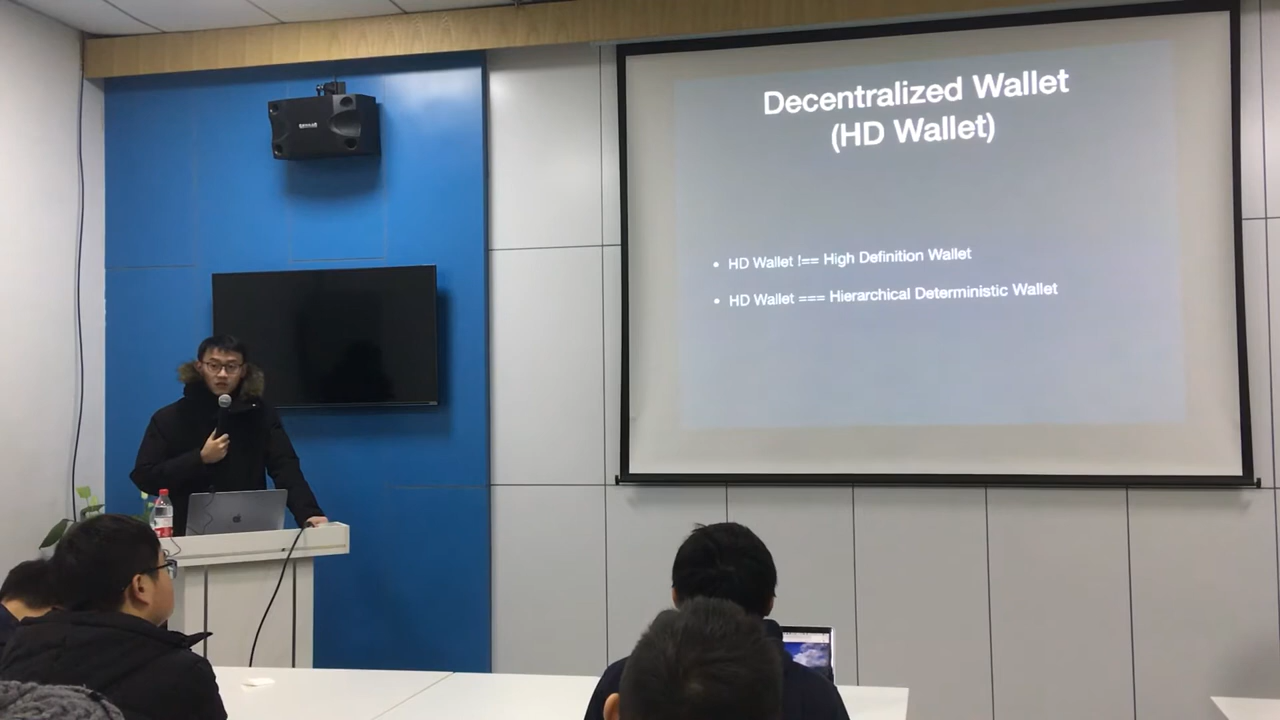 Decentralized Wallet
(HD Wallet)
• HD Wallet !== High Definition Wallet
• HD Wallet === Hierarchical Deterministic Wallet